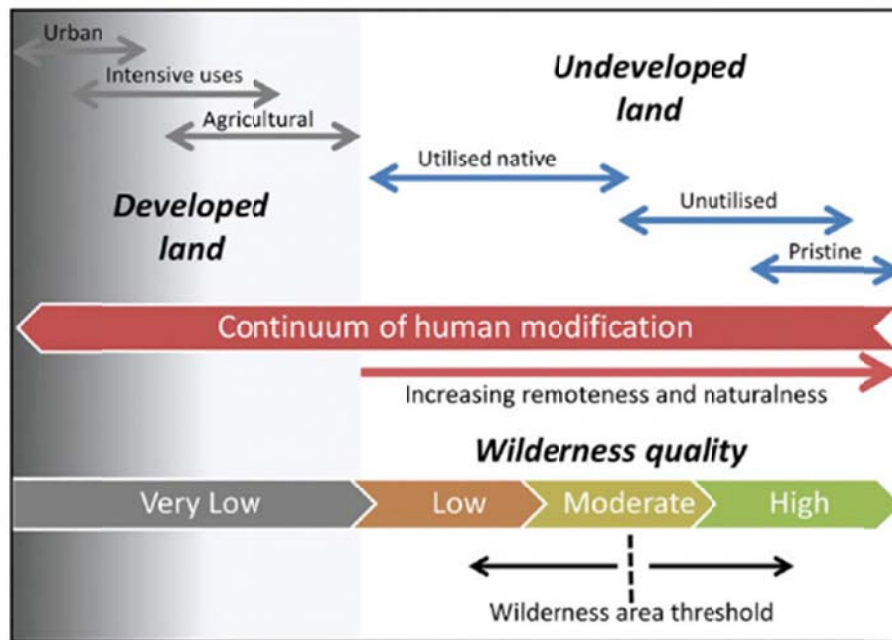 Urban
Intensive uses
Agricultural
Undeveloped
land
Utilised native
Unutilised
Pristine
Developed
land
Continuum of human modification
Increasing remoteness and naturalness
Wilderness quality
Very Low
Low
Moderate
High
Wilderness area threshold